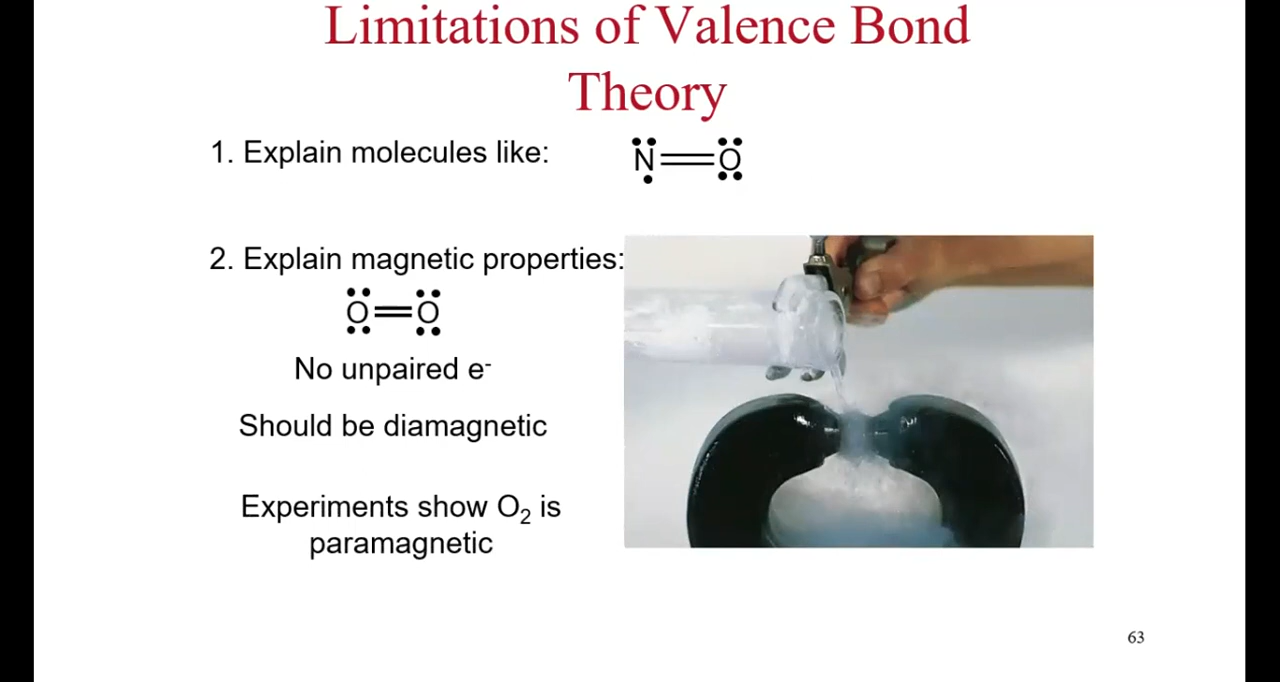 Limitations of Valence Bond
Theory
1. Explain molecules like:
N O
2. Explain magnetic properties:
O O
No unpaired e⁻
Should be diamagnetic
Experiments show O₂ is
paramagnetic
63